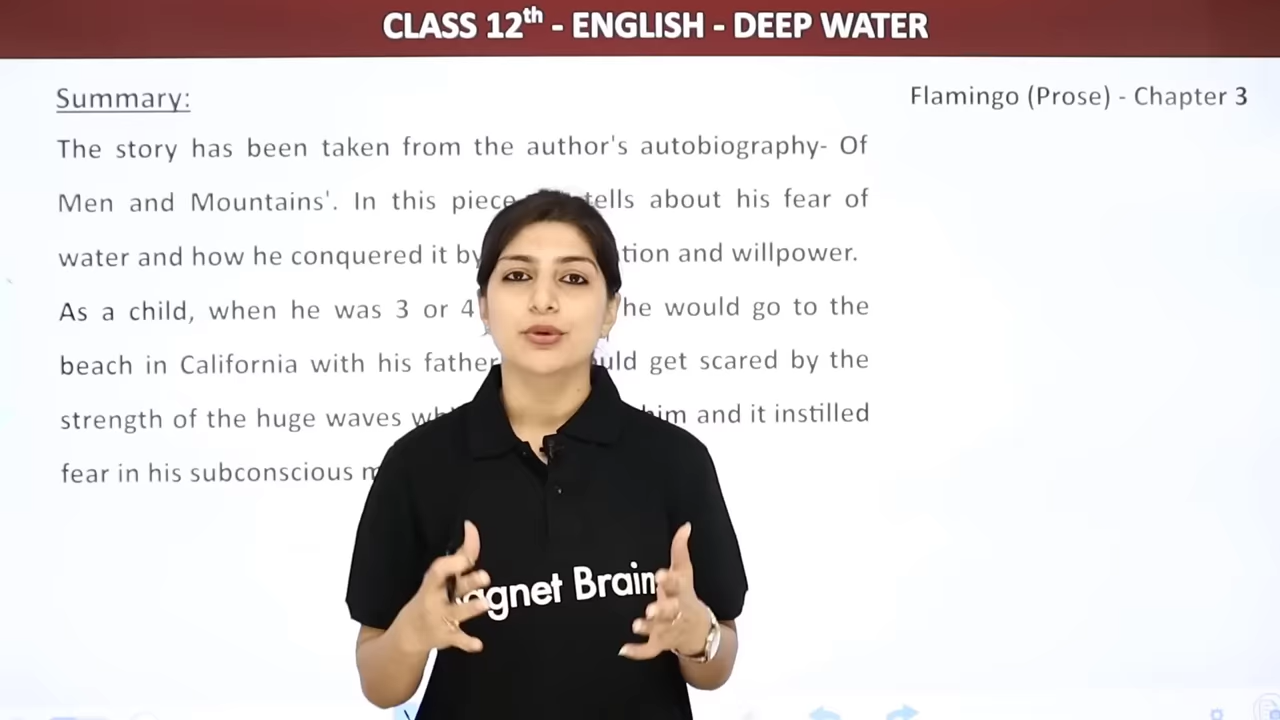 CLASS 12th - ENGLISH - DEEP WATER
Summary:
Flamingo (Prose) - Chapter 3
The story has been taken from the author's autobiography- Of
Men and Mountains'. In this piece tells about his fear of
water and how he conquered it by tion and willpower.
As a child, when he was 3 or 4 he would go to the
beach in California with his father uld get scared by the
strength of the huge waves wh him and it instilled
fear in his subconscious m
agnet Brain